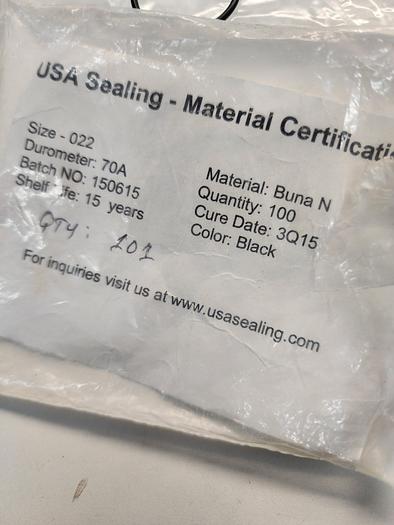 USA Sealing - Material Certificati
Size - 022
Durometer: 70A
Batch NO: 150615
Shelf Life: 15 years
Material: Buna N
Quantity: 100
Cure Date: 3Q15
Color: Black
QTY: 101
For inquiries visit us at www.usasealing.com